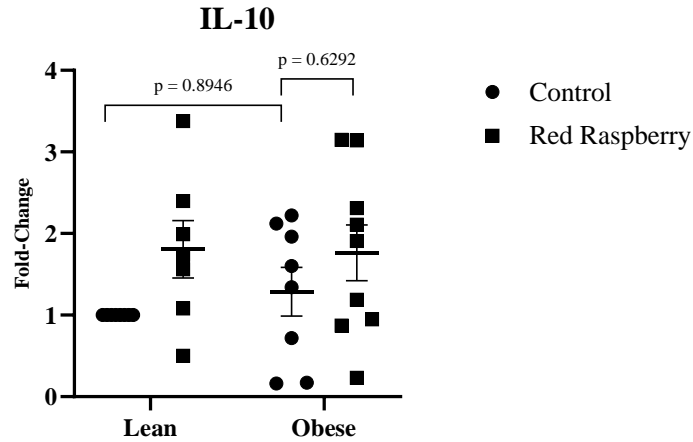 IL-10
p = 0.6292
p = 0.8946
4
3
2
1
0
Fold-Change
Lean
Obese
Control
Red Raspberry